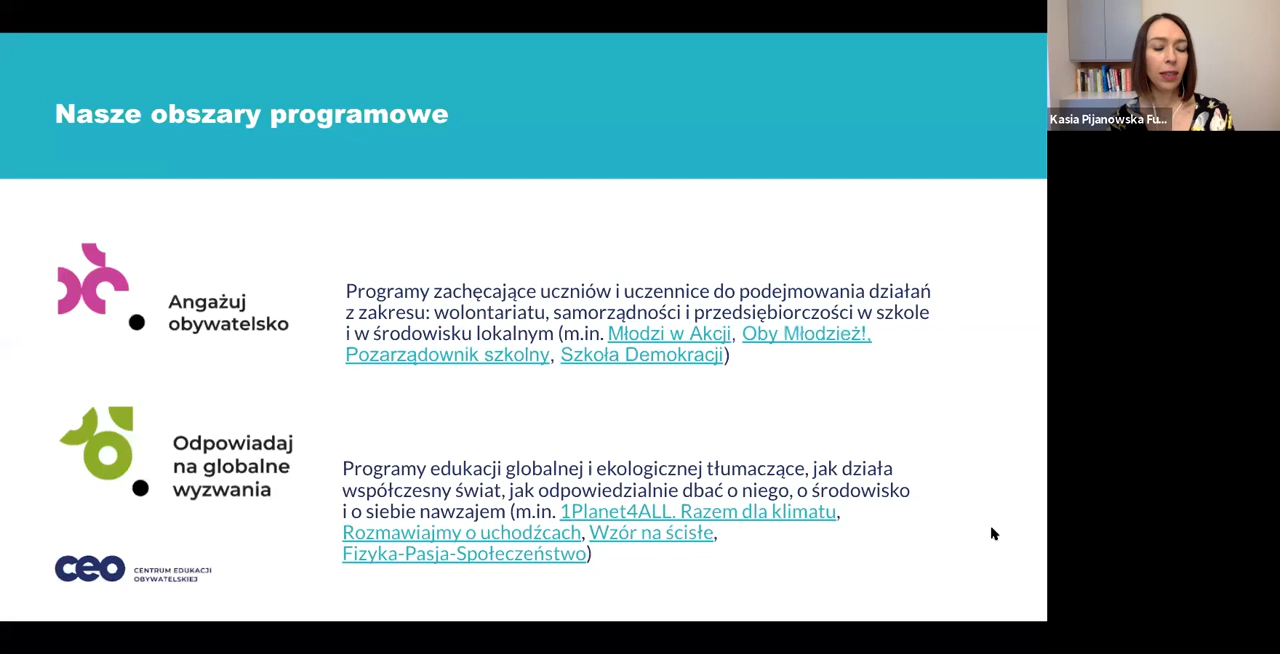 Nasze obszary programowe
Kasia Pijanowska Fu...
Angażuj
obywatelsko
Programy zachęcające uczniów i uczennice do podejmowania działań
z zakresu: wolontariatu, samorządności i przedsiębiorczości w szkole
i w środowisku lokalnym (m.in. Młodzi w Akcji, Oby Młodzież!,
Pozarządownik szkolny, Szkoła Demokracji)
Odpowiadaj
na globalne
wyzwania
Programy edukacji globalnej i ekologicznej tłumaczące, jak działa
współczesny świat, jak odpowiedzialnie dbać o niego, o środowisko
i o siebie nawzajem (m.in. 1Planet4ALL. Razem dla klimatu,
Rozmawiajmy o uchodźcach, Wzór na ścisłe,
Fizyka-Pasja-Społeczeństwo)
ceo CENTRUM EDUKACJI
OBYWATELSKIEJ